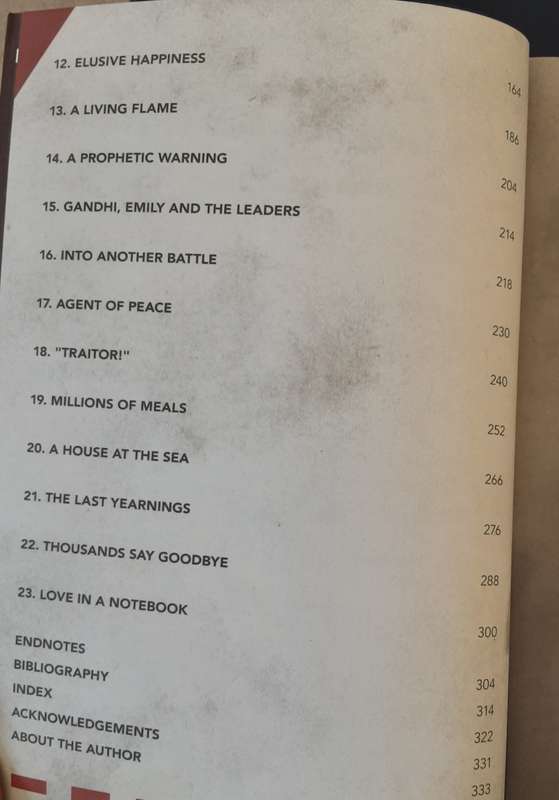 12. ELUSIVE HAPPINESS 164
13. A LIVING FLAME 186
14. A PROPHETIC WARNING 204
15. GANDHI, EMILY AND THE LEADERS 214
16. INTO ANOTHER BATTLE 218
17. AGENT OF PEACE 230
18. "TRAITOR!" 240
19. MILLIONS OF MEALS 252
20. A HOUSE AT THE SEA 266
21. THE LAST YEARNINGS 276
22. THOUSANDS SAY GOODBYE 288
23. LOVE IN A NOTEBOOK 300
ENDNOTES 304
BIBLIOGRAPHY 314
INDEX 322
ACKNOWLEDGEMENTS 331
ABOUT THE AUTHOR 333